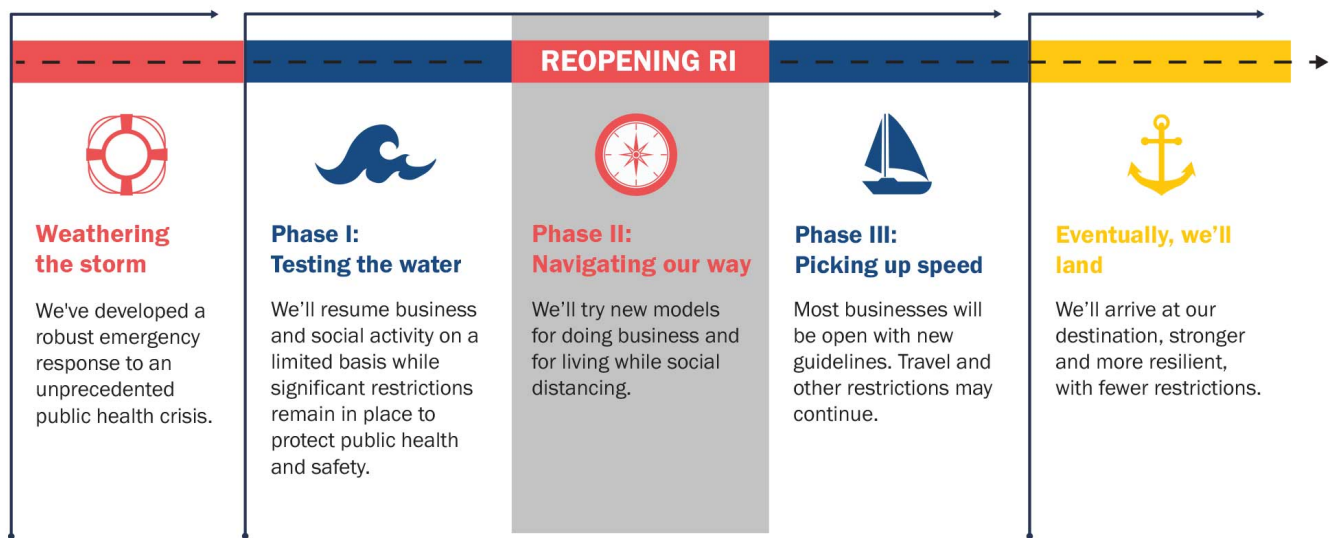 REOPENING RI
Weathering
the storm
We've developed a
robust emergency
response to an
unprecedented
public health crisis.
Phase I:
Testing the water
We’ll resume business
and social activity on a
limited basis while
significant restrictions
remain in place to
protect public health
and safety.
Phase II:
Navigating our way
We’ll try new models
for doing business and
for living while social
distancing.
Phase III:
Picking up speed
Most businesses will
be open with new
guidelines. Travel and
other restrictions may
continue.
Eventually, we’ll
land
We’ll arrive at our
destination, stronger
and more resilient,
with fewer restrictions.